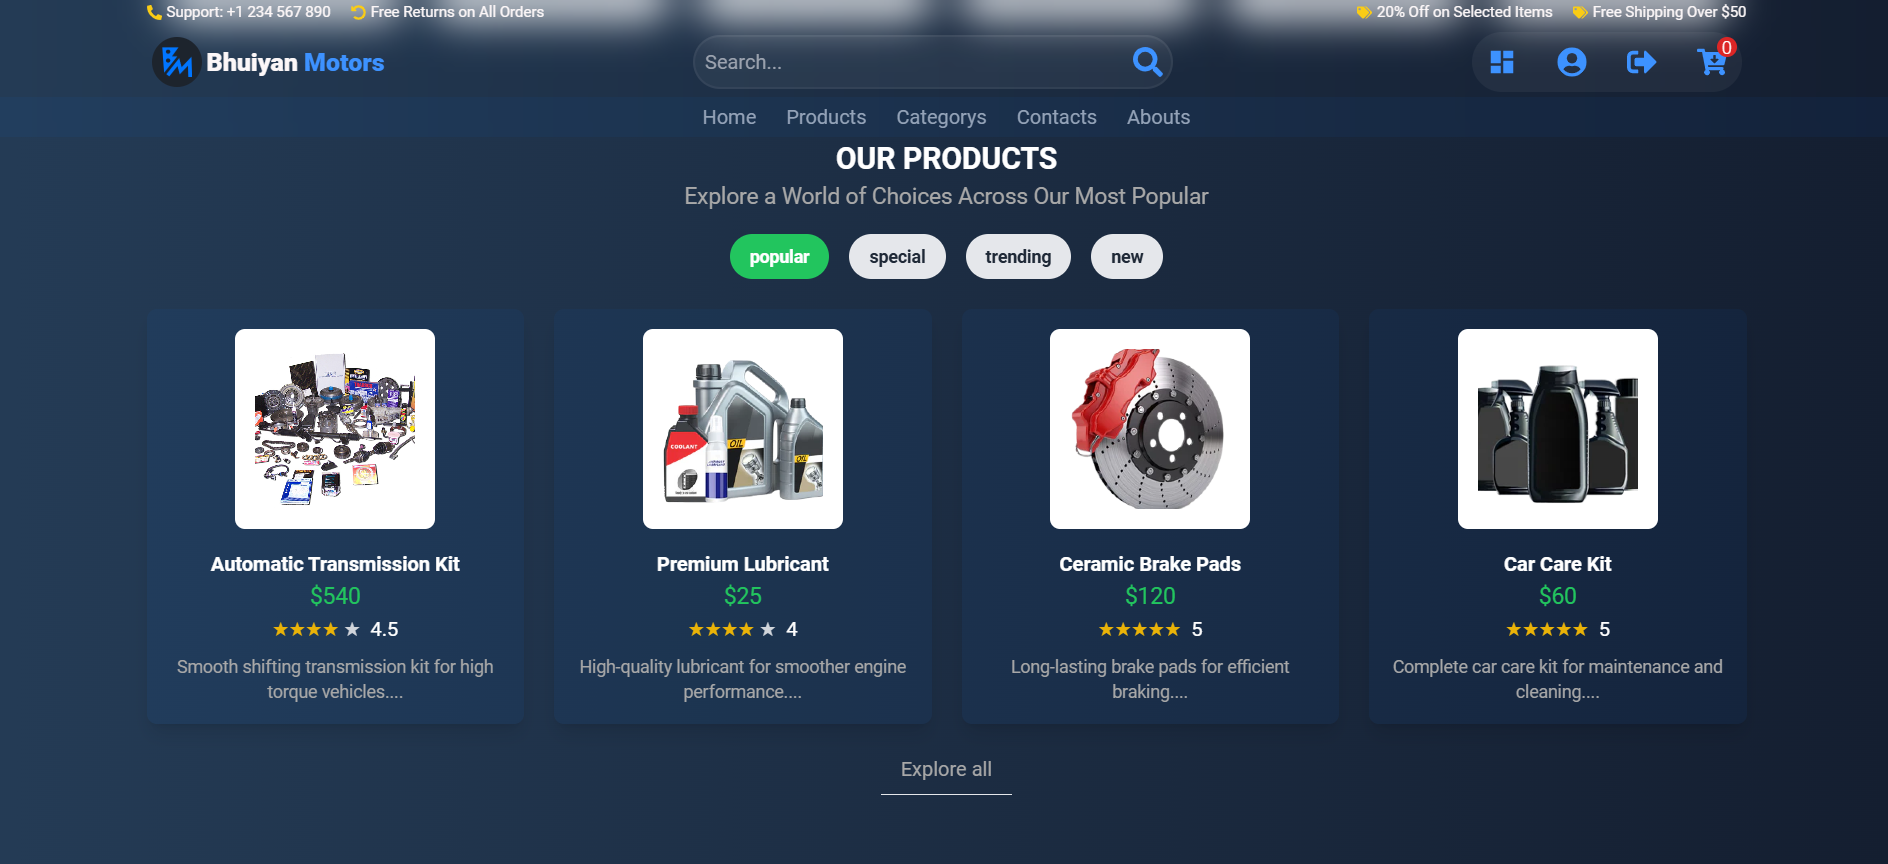 Support: +1 234 567 890 Free Returns on All Orders 20% Off on Selected Items Free Shipping Over $50
Bhuiyan Motors Search... 0
Home Products Categorys Contacts Abouts
OUR PRODUCTS
Explore a World of Choices Across Our Most Popular
popular special trending new
COOLANT
OIL
OIL
Automatic Transmission Kit Premium Lubricant Ceramic Brake Pads Car Care Kit
$540 $25 $120 $60
4.5 4 5 5
Smooth shifting transmission kit for high
torque vehicles....
High-quality lubricant for smoother engine
performance....
Long-lasting brake pads for efficient
braking....
Complete car care kit for maintenance and
cleaning....
Explore all